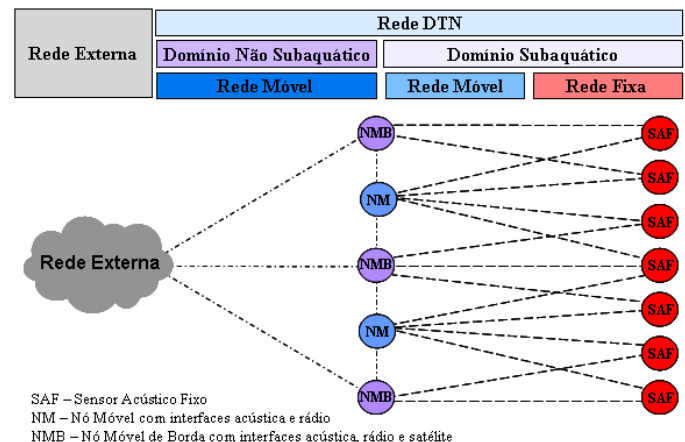 Rede DTN
Rede Externa
Domínio Não Subaquático
Domínio Subaquático
Rede Móvel
Rede Móvel
Rede Fixa
NMB
SAF
SAF
NM
SAF
Rede Externa
NMB
SAF
SAF
NM
SAF
NMB
SAF
SAF – Sensor Acústico Fixo
NM – Nó Móvel com interfaces acústica e rádio
NMB – Nó Móvel de Borda com interfaces acústica, rádio e satélite